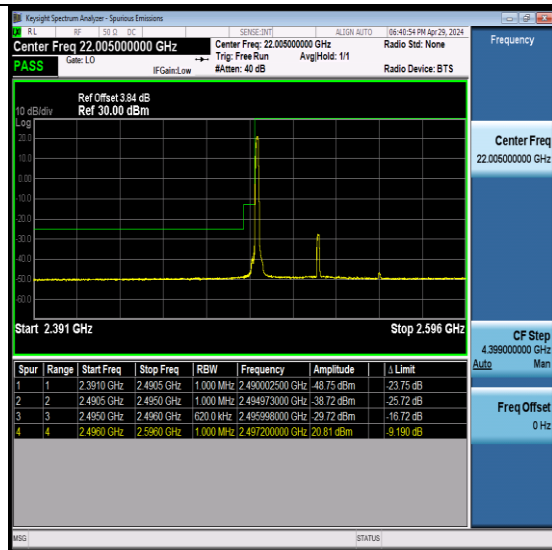 Keysight Spectrum Analyzer - Spurious Emissions
RL RF 50 Ω DC SENSE:INT ALIGN AUTO 06:40:54 PM Apr 29, 2024
Center Freq 22.005000000 GHz Center Freq: 22.005000000 GHz Radio Std: None Frequency
PASS Gate: LO Trig: Free Run Avg|Hold: 1/1
IFGain:Low #Atten: 40 dB Radio Device: BTS
Ref Offset 3.84 dB
10 dB/div Ref 30.00 dBm
Log
20.0
10.0
0.00
-10.0
-20.0
-30.0
-40.0
-50.0
-60.0
Start 2.391 GHz Stop 2.596 GHz
Spur Range Start Freq Stop Freq RBW Frequency Amplitude Δ Limit
1 1 2.3910 GHz 2.4905 GHz 1.000 MHz 2.490002500 GHz -48.75 dBm -23.75 dB
2 2 2.4905 GHz 2.4950 GHz 1.000 MHz 2.494973000 GHz -38.72 dBm -25.72 dB
3 3 2.4950 GHz 2.4960 GHz 620.0 kHz 2.495998000 GHz -29.72 dBm -16.72 dB
4 4 2.4960 GHz 2.5960 GHz 1.000 MHz 2.497200000 GHz 20.81 dBm -9.190 dB
Center Freq
22.005000000 GHz
CF Step
4.399000000 GHz
Auto Man
Freq Offset
0 Hz
MSG STATUS